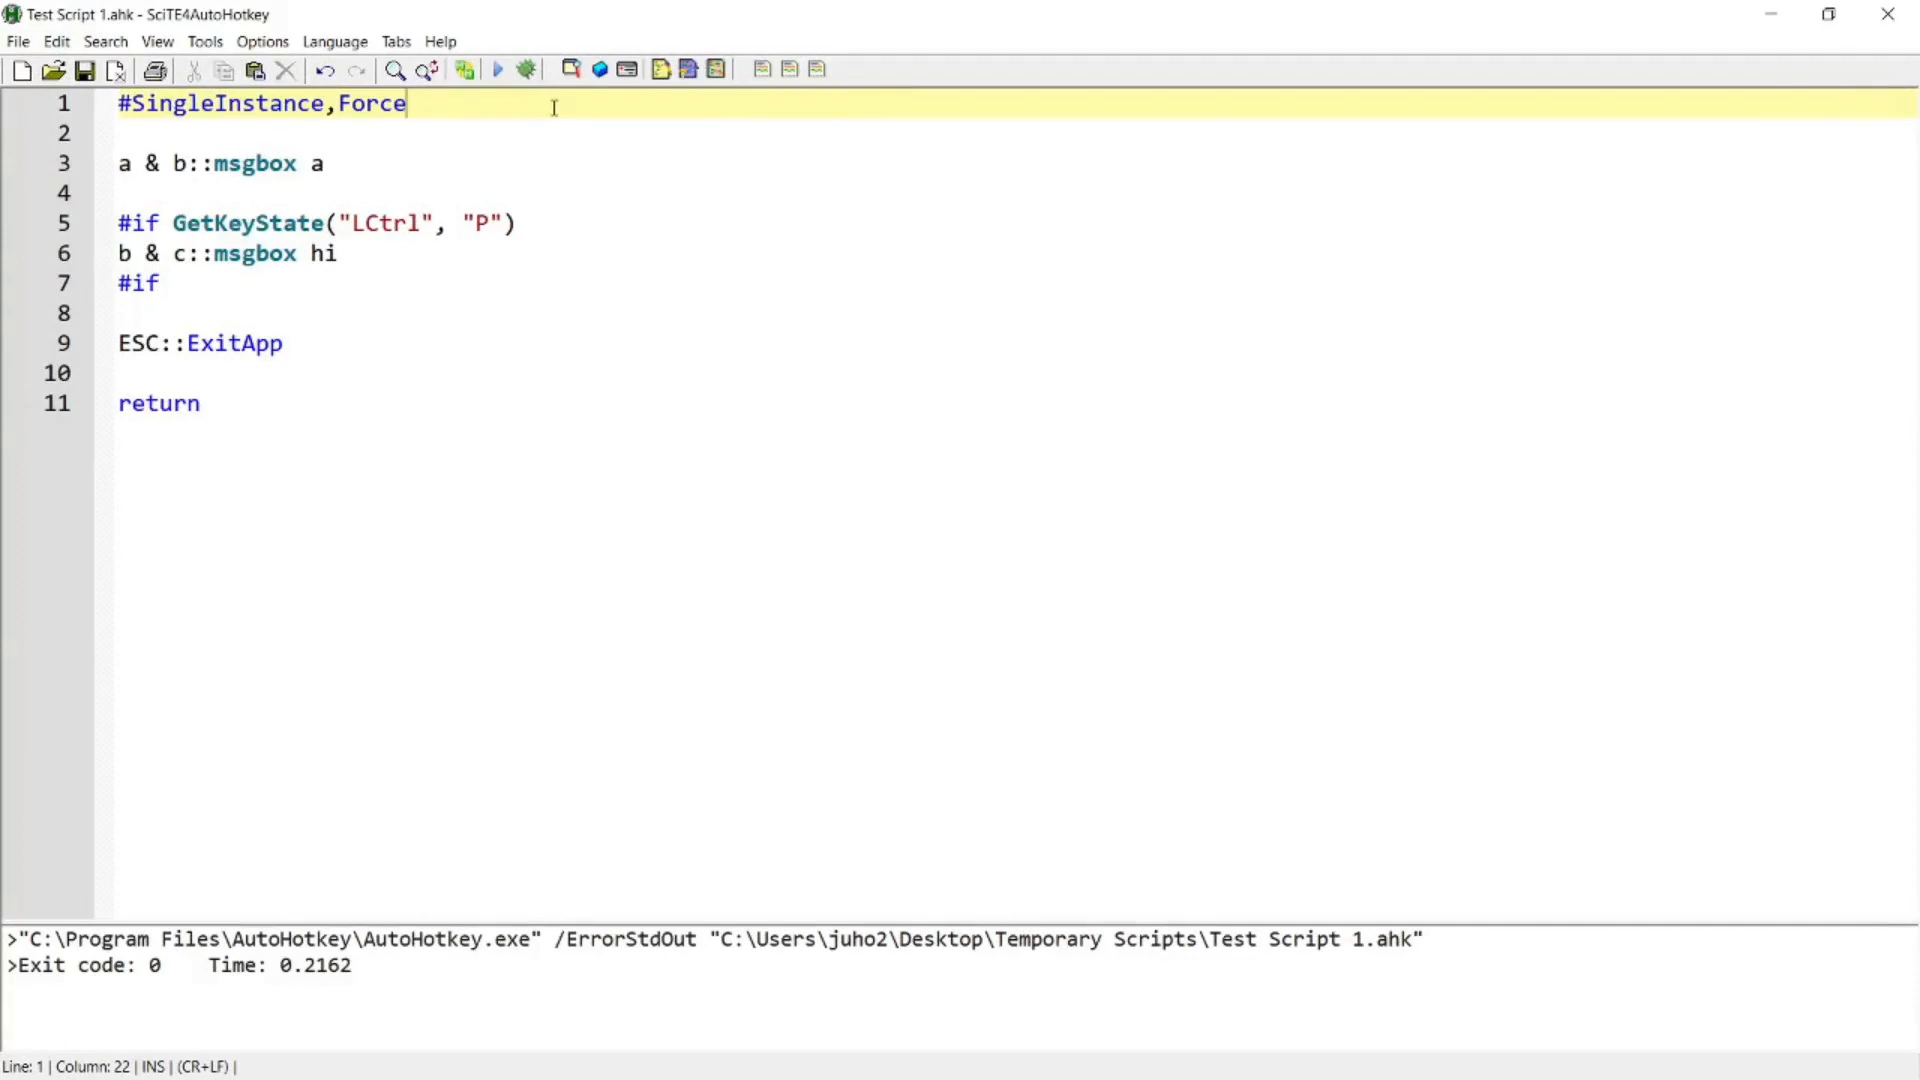 Test Script 1.ahk - SciTE4AutoHotkey
File Edit Search View Tools Options Language Tabs Help
1 #SingleInstance,Force
2
3 a & b::msgbox a
4
5 #if GetKeyState("LCtrl", "P")
6 b & c::msgbox hi
7 #if
8
9 ESC::ExitApp
10
11 return
>"C:\Program Files\AutoHotkey\AutoHotkey.exe" /ErrorStdOut "C:\Users\juho2\Desktop\Temporary Scripts\Test Script 1.ahk"
>Exit code: 0    Time: 0.2162
Line: 1 | Column: 22 | INS | (CR+LF) |